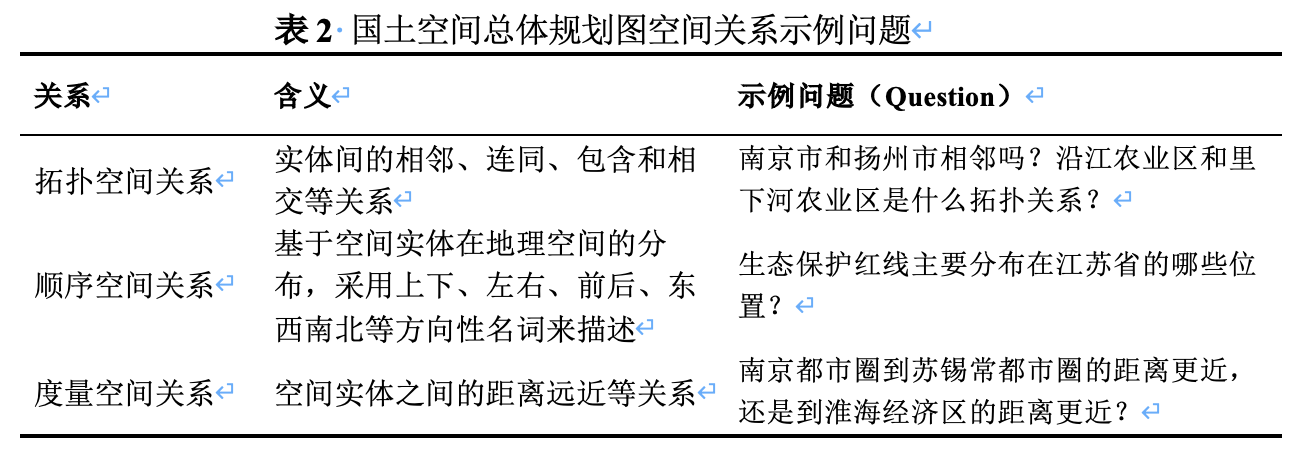 表 2 国土空间总体规划图空间关系示例问题
关系 含义 示例问题（Question）
拓扑空间关系 实体间的相邻、连同、包含和相
交等关系 南京市和扬州市相邻吗？沿江农业区和里
下河农业区是什么拓扑关系？
顺序空间关系 基于空间实体在地理空间的分
布，采用上下、左右、前后、东
西南北等方向性名词来描述 生态保护红线主要分布在江苏省的哪些位
置？
度量空间关系 空间实体之间的距离远近等关系 南京都市圈到苏锡常都市圈的距离更近，
还是到淮海经济区的距离更近？